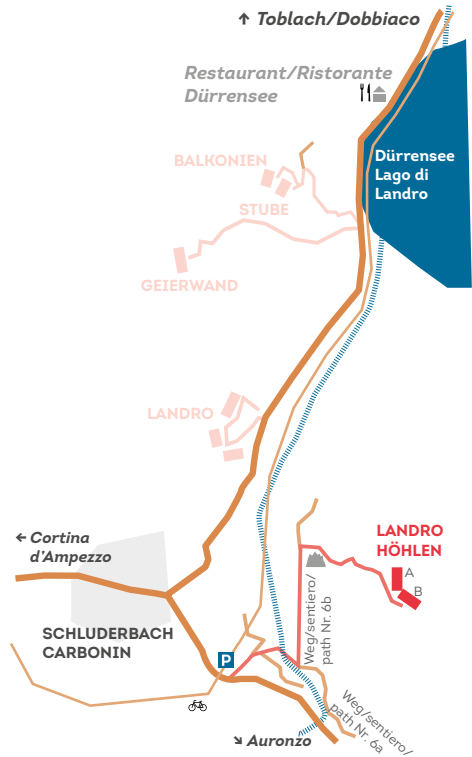 ↑ Toblach/Dobbiaco
Restaurant/Ristorante
Dürrensee
Dürrensee
Lago di
Landro
BALKONIEN
STUBE
GEIERWAND
LANDRO
← Cortina
d'Ampezzo
LANDRO
HÖHLEN
A
B
SCHLUDERBACH
CARBONIN
P
Weg/sentiero/
path Nr. 6b
Weg/sentiero/
path Nr. 6a
↘ Auronzo